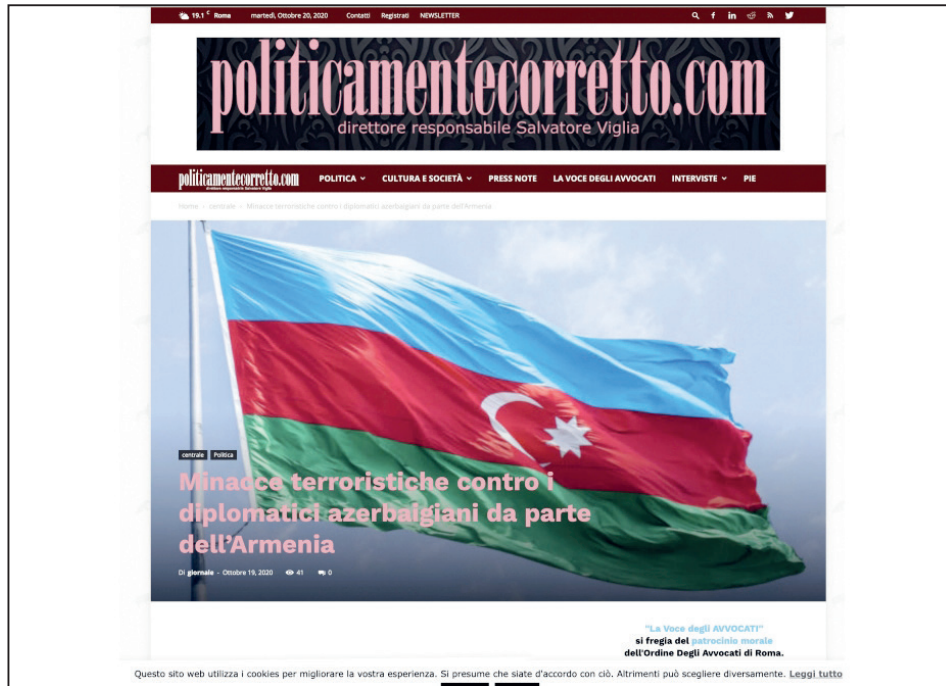 19.1 C Roma martedì, Ottobre 20, 2020 Contatti Registrati NEWSLETTER
politicamentecorretto.com
direttore responsabile Salvatore Viglia
politicamentecorretto.com POLITICA CULTURA E SOCIETÀ PRESS NOTE LA VOCE DEGLI AVVOCATI INTERVISTE PIE
direttore responsabile Salvatore Viglia
Home › centrale › Minacce terroristiche contro i diplomatici azerbaigiani da parte dell'Armenia
centrale Politica
Minacce terroristiche contro i
diplomatici azerbaigiani da parte
dell'Armenia
Di giornale - Ottobre 19, 2020 41 0
"La Voce degli AVVOCATI"
si fregia del patrocinio morale
dell'Ordine Degli Avvocati di Roma.
Questo sito web utilizza i cookies per migliorare la vostra esperienza. Si presume che siate d'accordo con ciò. Altrimenti può scegliere diversamente. Leggi tutto